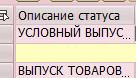 Описание статуса
УСЛОВНЫЙ ВЫПУС...
ВЫПУСК ТОВАРОВ...